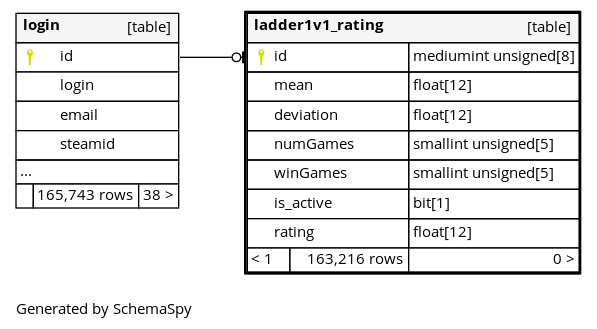 login [table]
id
login
email
steamid
...
165,743 rows 38 >
ladder1v1_rating [table]
id mediumint unsigned[8]
mean float[12]
deviation float[12]
numGames smallint unsigned[5]
winGames smallint unsigned[5]
is_active bit[1]
rating float[12]
< 1 163,216 rows 0 >
Generated by SchemaSpy